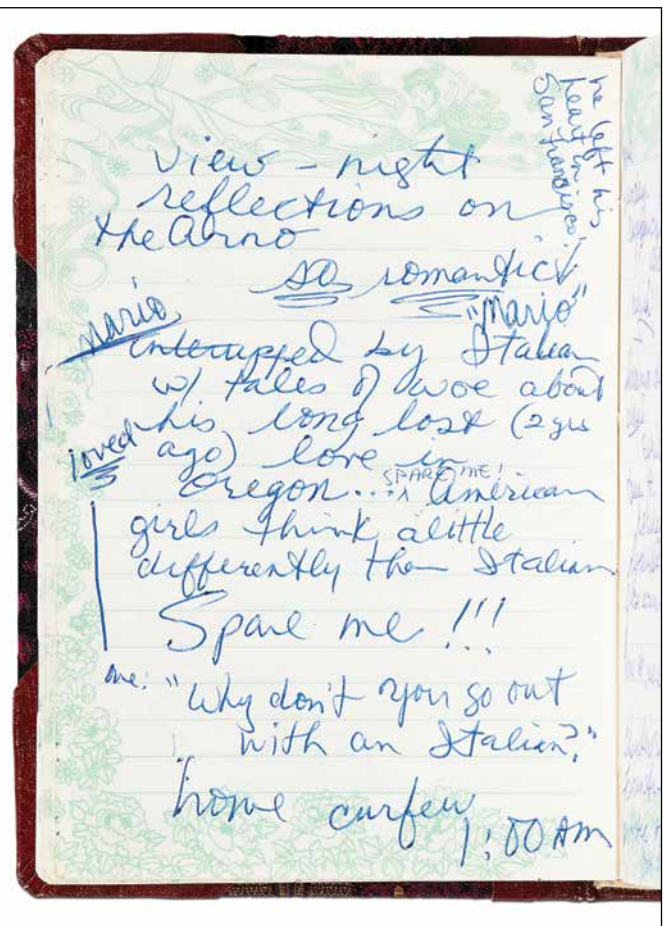 he left his
heart in
San Francisco!
view – night
reflections on
the Arno
so romantic!
"Mario"
Mario
interupped by Italian
w/ tales of woe about
his long lost (2 yrs
loved
ago) love in
SPARE ME!
Oregon... ^ American
girls think a little
differently then Italian
Spare me !!!
me: "Why don't you go out
with an Italian?"
home curfew
1:00 AM